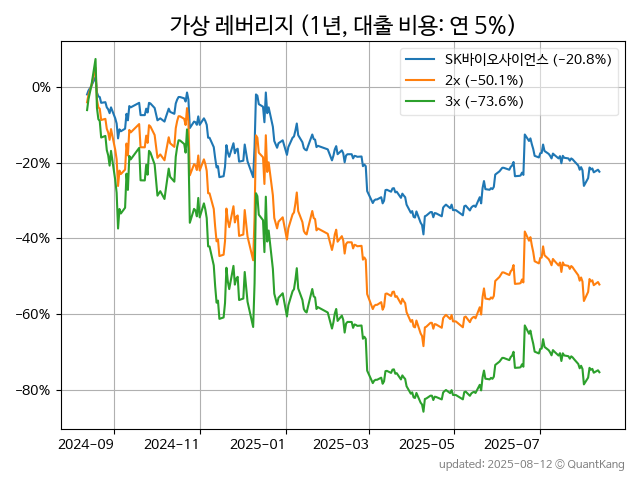 가상 레버리지 (1년, 대출 비용: 연 5%)
SK바이오사이언스 (−20.8%)
2x (−50.1%)
3x (−73.6%)
0%
−20%
−40%
−60%
−80%
2024-09 2024-11 2025-01 2025-03 2025-05 2025-07
updated: 2025-08-12 © QuantKang